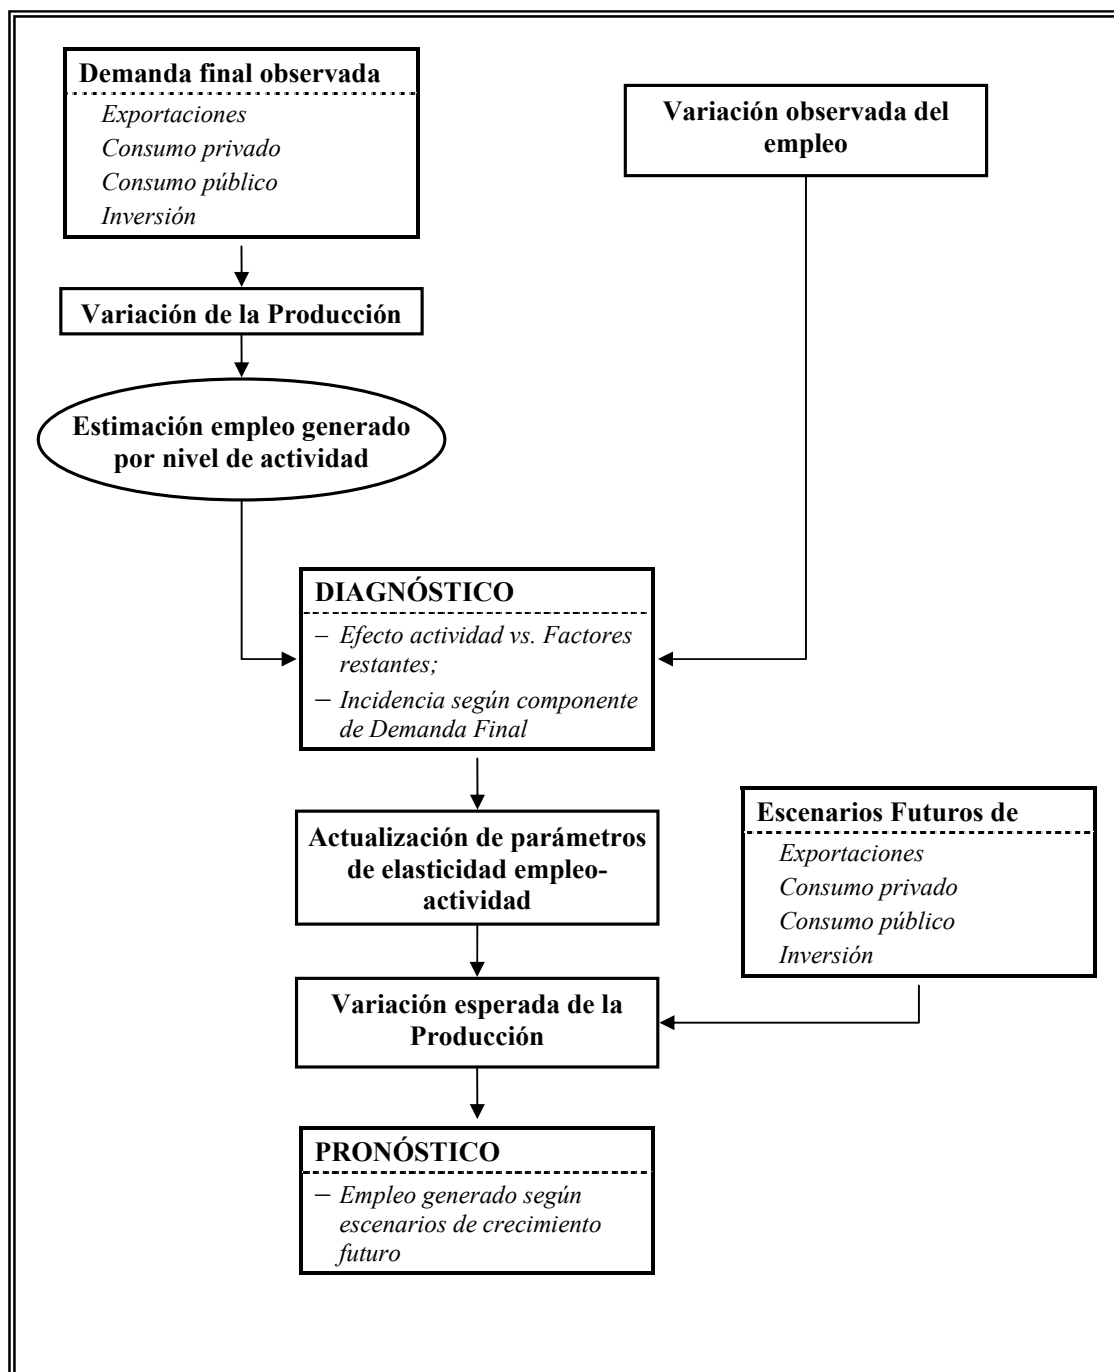 Demanda final observada
Exportaciones
Consumo privado
Consumo público
Inversión
Variación observada del
empleo
Variación de la Producción
Estimación empleo generado
por nivel de actividad
DIAGNÓSTICO
– Efecto actividad vs. Factores
restantes;
– Incidencia según componente
de Demanda Final
Actualización de parámetros
de elasticidad empleo-
actividad
Escenarios Futuros de
Exportaciones
Consumo privado
Consumo público
Inversión
Variación esperada de la
Producción
PRONÓSTICO
– Empleo generado según
escenarios de crecimiento
futuro